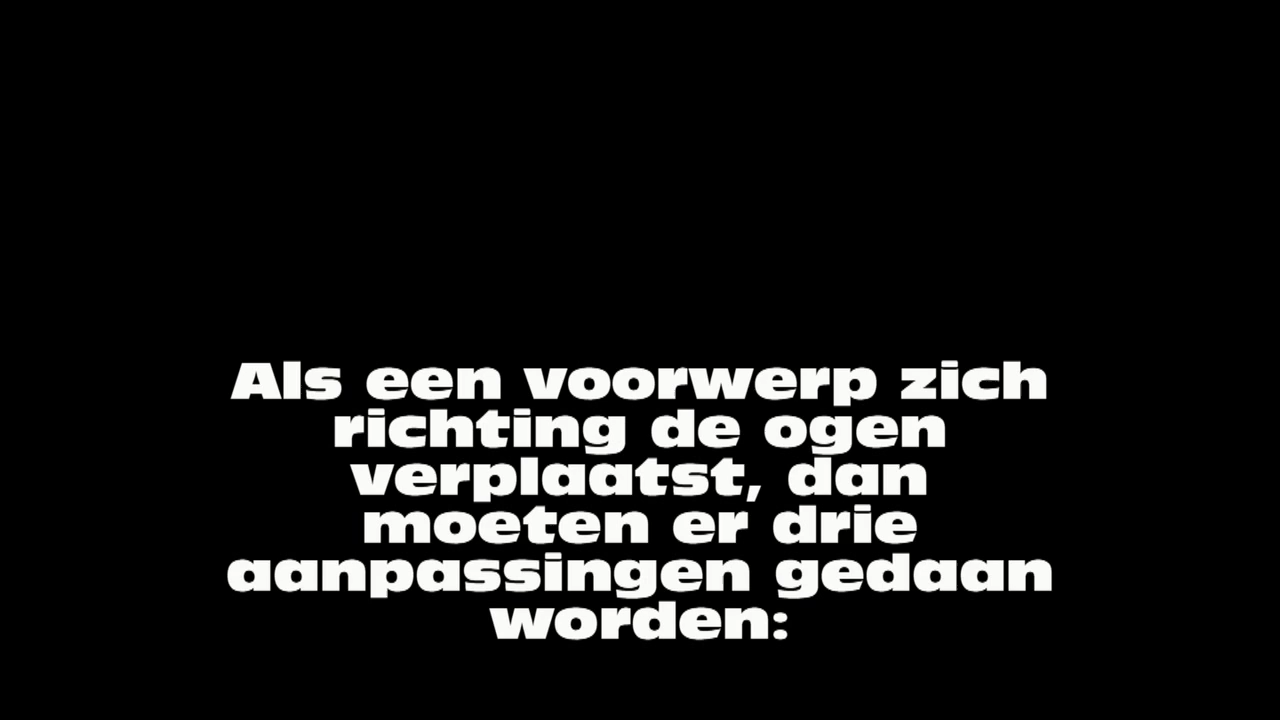 Als een voorwerp zich
richting de ogen
verplaatst, dan
moeten er drie
aanpassingen gedaan
worden: